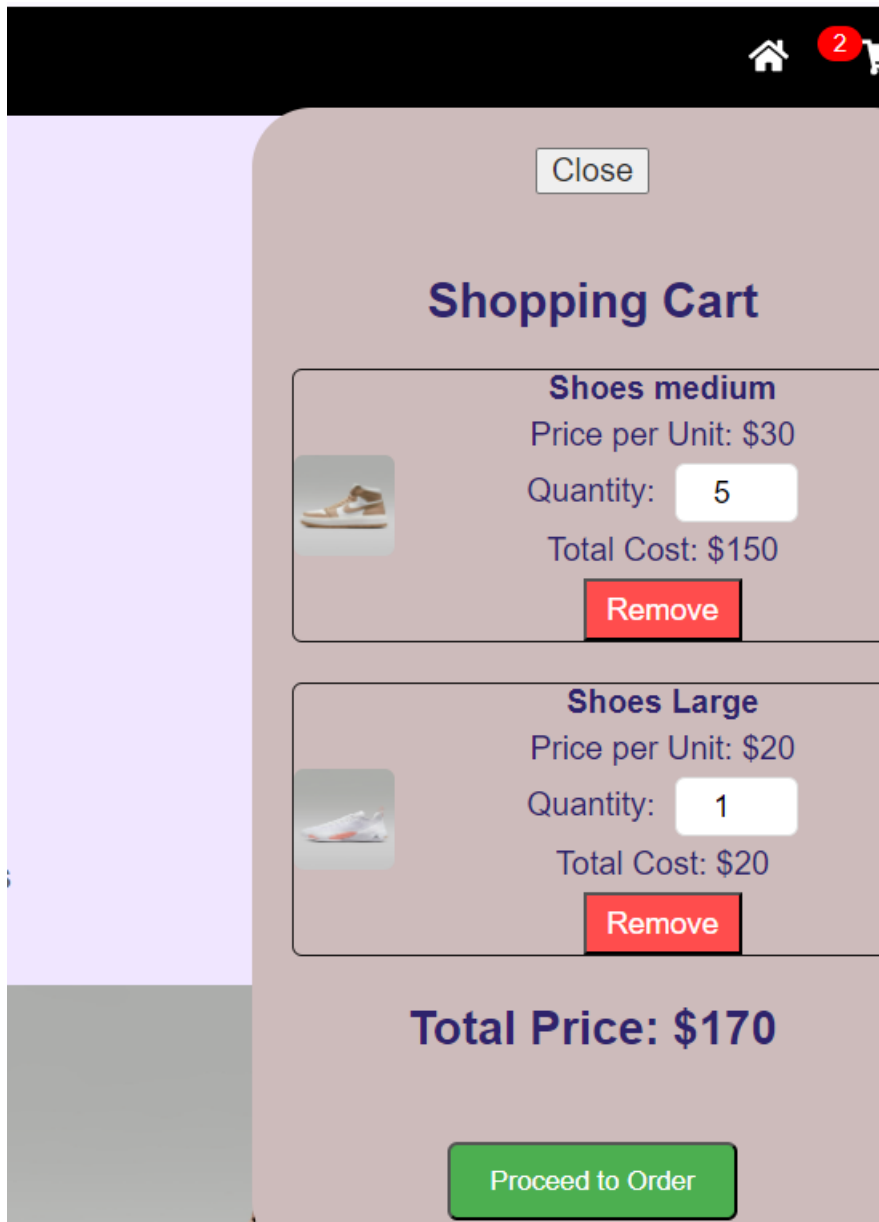 2
Close
Shopping Cart
Shoes medium
Price per Unit: $30
Quantity: 5
Total Cost: $150
Remove
Shoes Large
Price per Unit: $20
Quantity: 1
Total Cost: $20
Remove
Total Price: $170
Proceed to Order